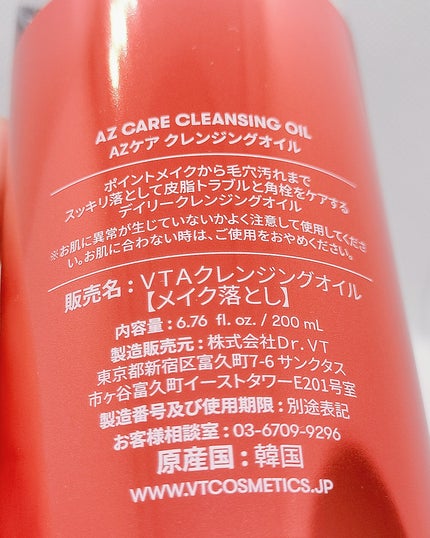 AZ CARE CLEANSING OIL
AZケア クレンジングオイル
ポイントメイクから毛穴汚れまで
スッキリ落として皮脂トラブルと角栓をケアする
デイリークレンジングオイル
※お肌に異常が生じていないかよく注意して使用してくださ
い。お肌に合わない時は、ご使用をおやめください。
販売名：VTAクレンジングオイル
【メイク落とし】
内容量：6.76 fl. oz. / 200 mL
製造販売元：株式会社Dr. VT
東京都新宿区富久町7-6 サンクタス
市ヶ谷富久町イーストタワーE201号室
製造番号及び使用期限：別途表記
お客様相談室：03-6709-9296
原産国：韓国
WWW.VTCOSMETICS.JP